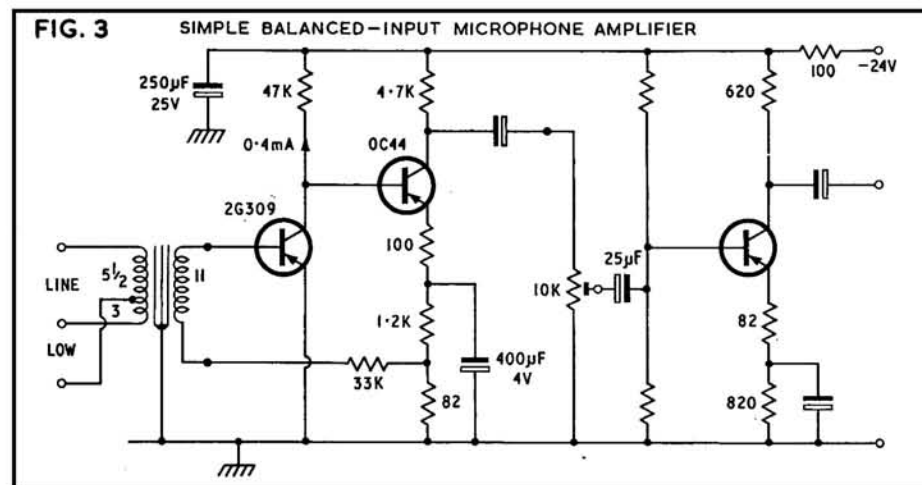 FIG. 3
SIMPLE BALANCED-INPUT MICROPHONE AMPLIFIER
250µF
25V
47K
4·7K
620
100
-24V
0·4mA
OC44
2G309
100
LINE
5½
3
11
LOW
10K
25µF
1·2K
82
33K
400µF
4V
82
820